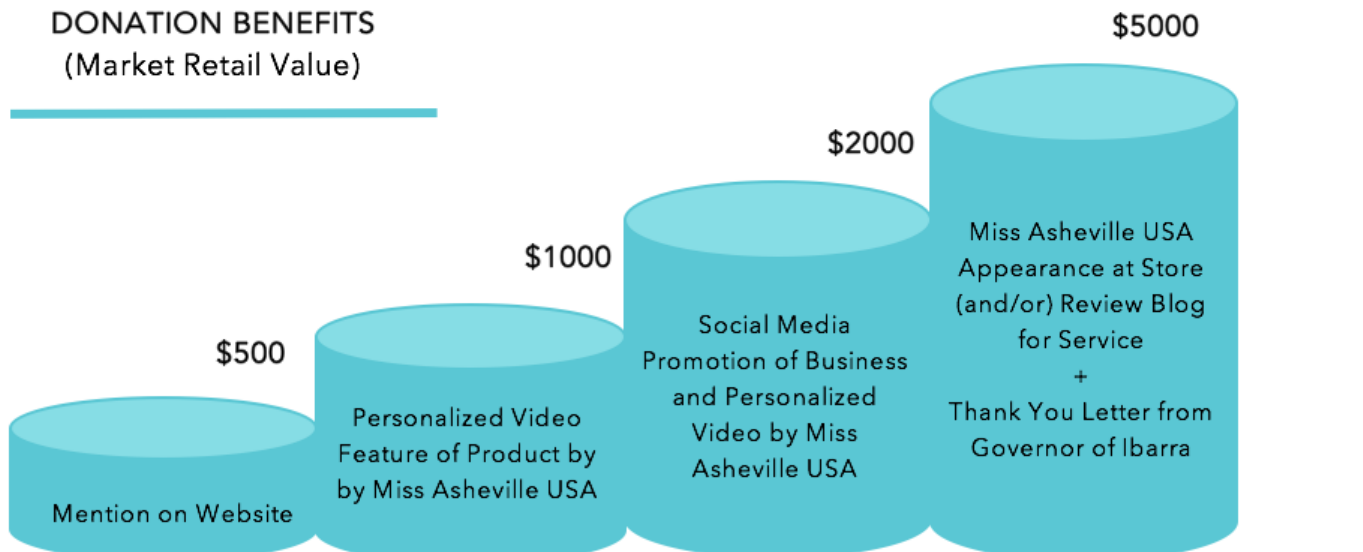 DONATION BENEFITS
(Market Retail Value)
$500
Mention on Website
$1000
Personalized Video
Feature of Product by
by Miss Asheville USA
$2000
Social Media
Promotion of Business
and Personalized
Video by Miss
Asheville USA
$5000
Miss Asheville USA
Appearance at Store
(and/or) Review Blog
for Service
+
Thank You Letter from
Governor of Ibarra